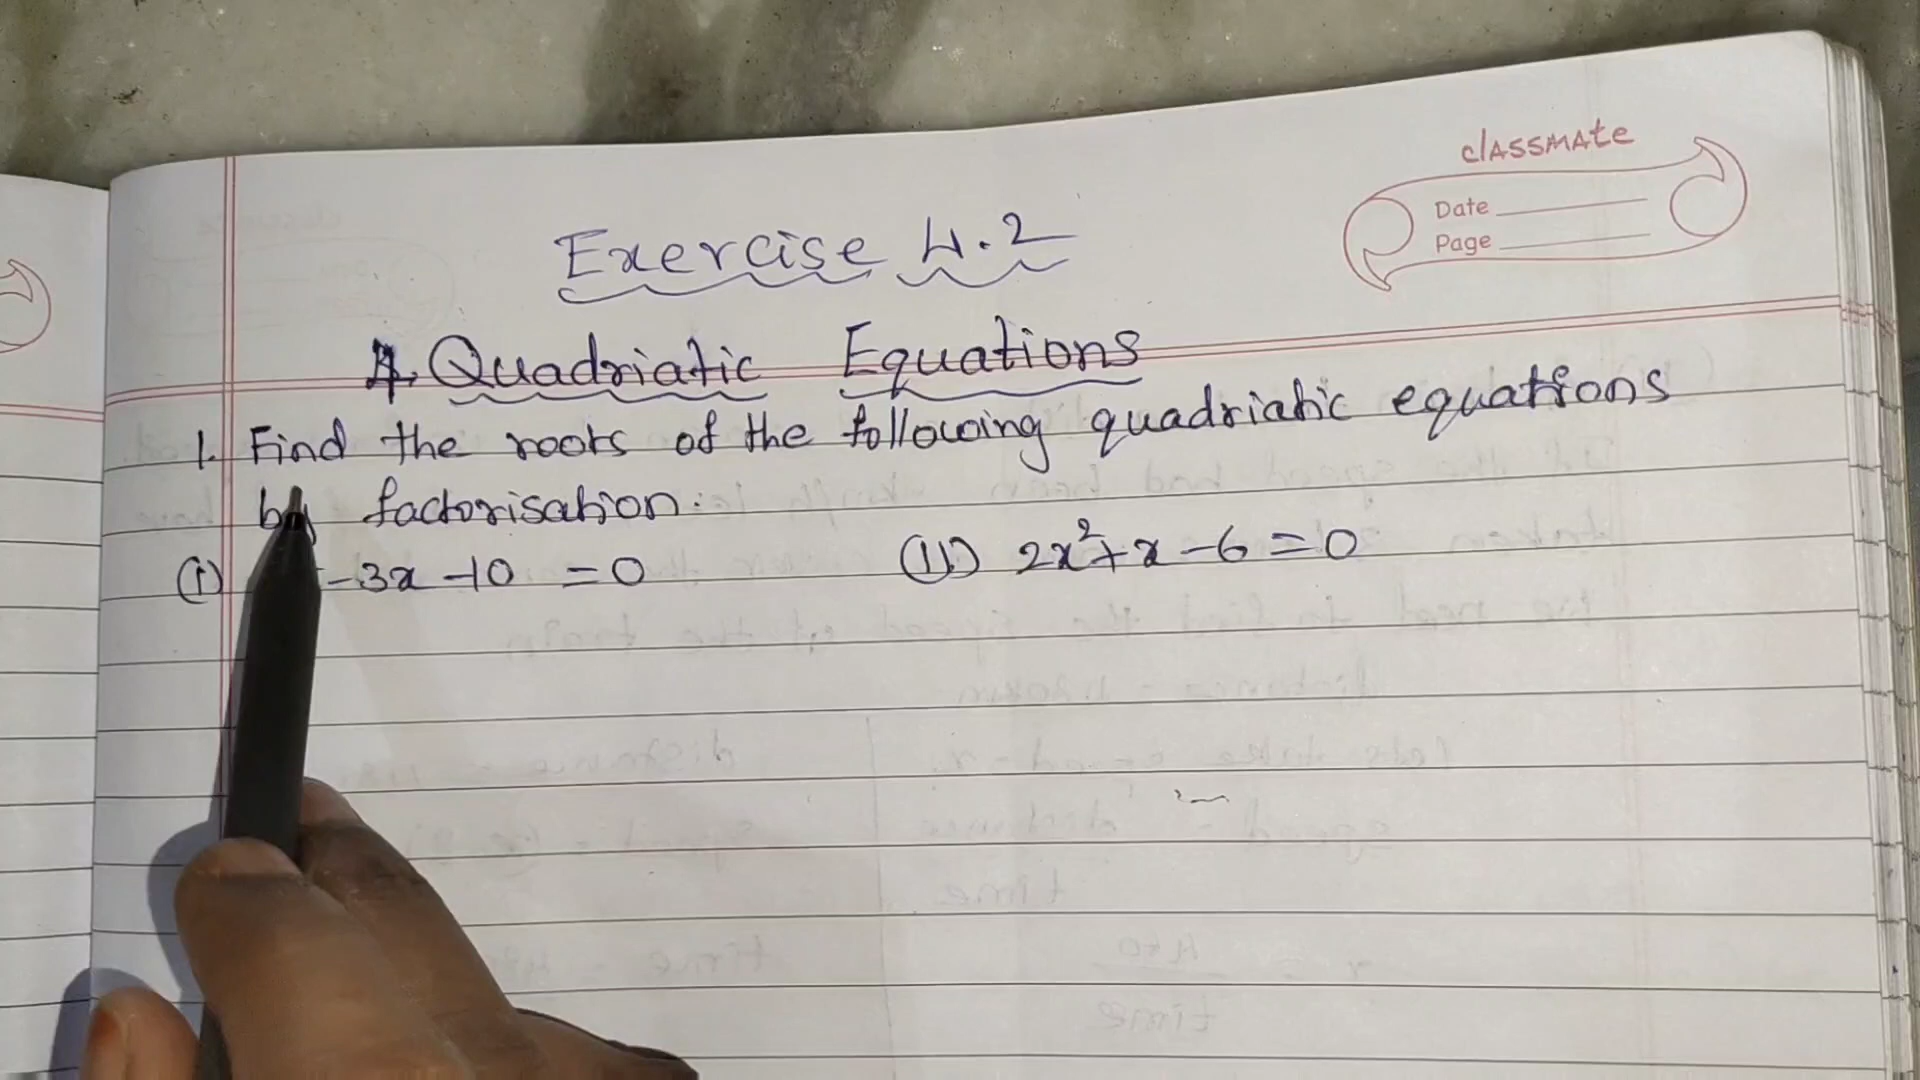 classmate
Date
Page
Exercise 4.2
4. Quadriatic Equations
1. Find the roots of the following quadriatic equations
by factorisation:
(i) -3x -10 = 0 (ii) 2x²+x-6=0